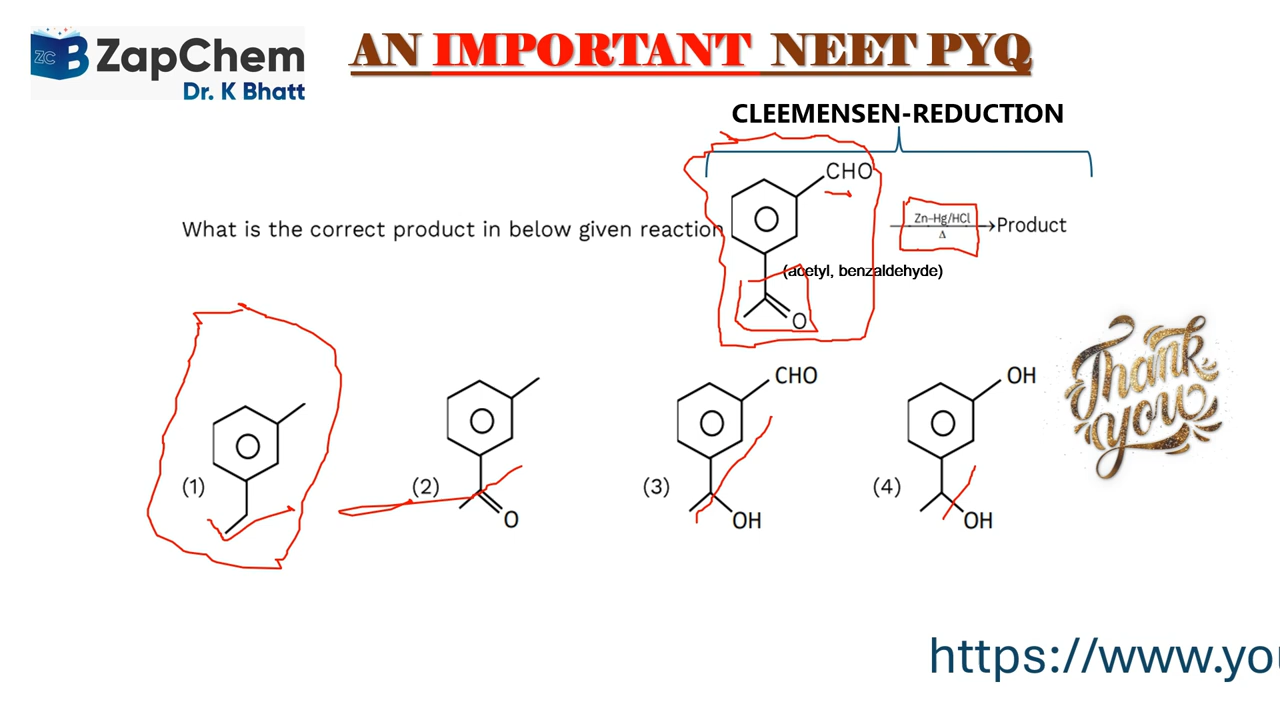 ZC B ZapChem
Dr. K Bhatt
AN IMPORTANT NEET PYQ
CLEEMENSEN-REDUCTION
CHO
What is the correct product in below given reaction
Zn–Hg/HCl
Δ
Product
(acetyl, benzaldehyde)
O
Thank you
(1)
(2)
O
(3)
CHO
OH
(4)
OH
OH
https://www.you